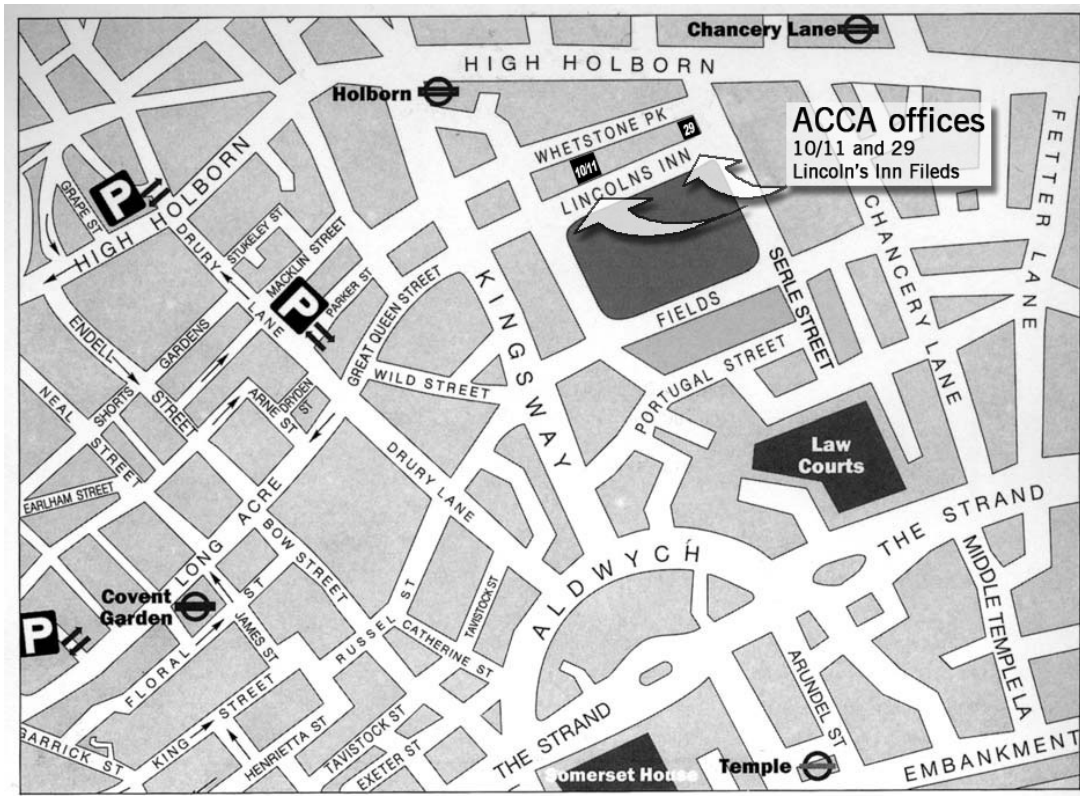 Chancery Lane
HIGH HOLBORN
Holborn
ACCA offices
10/11 and 29
Lincoln's Inn Fileds
WHETSTONE PK
29
10/11
LINCOLNS INN
FIELDS
FETTER LANE
CHANCERY LANE
SERLE STREET
PORTUGAL STREET
KINGSWAY
P
GRAPE ST
HIGH HOLBORN
DRURY LANE
STUKELEY ST
MACKLIN STREET
P
PARKER ST
GREAT QUEEN STREET
WILD STREET
ENDELL STREET
SHORTS GARDENS
NEAL STREET
ARNE ST
DRYDEN ST
EARLHAM STREET
LONG ACRE
DRURY LANE
BOW STREET
Law
Courts
THE STRAND
ALDWYCH
MIDDLE TEMPLE LA
Covent
Garden
P
JAMES ST
FLORAL ST
RUSSEL ST
CATHERINE ST
TAVISTOCK ST
KING STREET
GARRICK ST
HENRIETTA ST
TAVISTOCK ST
EXETER ST
THE STRAND
Somerset House
ARUNDEL ST
Temple
EMBANKMENT